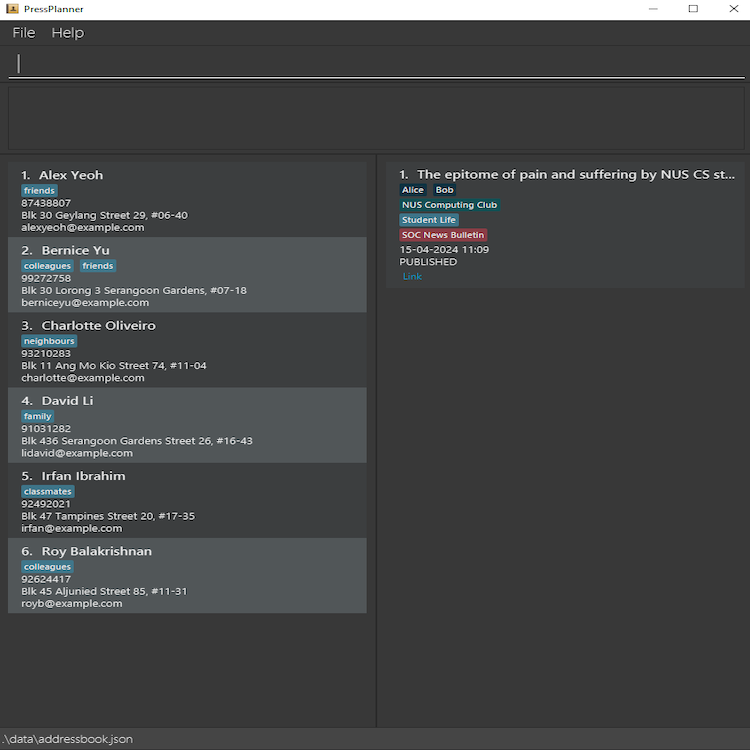 PressPlanner
File Help
1. Alex Yeoh
friends
87438807
Blk 30 Geylang Street 29, #06-40
alexyeoh@example.com
2. Bernice Yu
colleagues friends
99272758
Blk 30 Lorong 3 Serangoon Gardens, #07-18
berniceyu@example.com
3. Charlotte Oliveiro
neighbours
93210283
Blk 11 Ang Mo Kio Street 74, #11-04
charlotte@example.com
4. David Li
family
91031282
Blk 436 Serangoon Gardens Street 26, #16-43
lidavid@example.com
5. Irfan Ibrahim
classmates
92492021
Blk 47 Tampines Street 20, #17-35
irfan@example.com
6. Roy Balakrishnan
colleagues
92624417
Blk 45 Aljunied Street 85, #11-31
royb@example.com
1. The epitome of pain and suffering by NUS CS st...
Alice Bob
NUS Computing Club
Student Life
SOC News Bulletin
15-04-2024 11:09
PUBLISHED
Link
.\data\addressbook.json